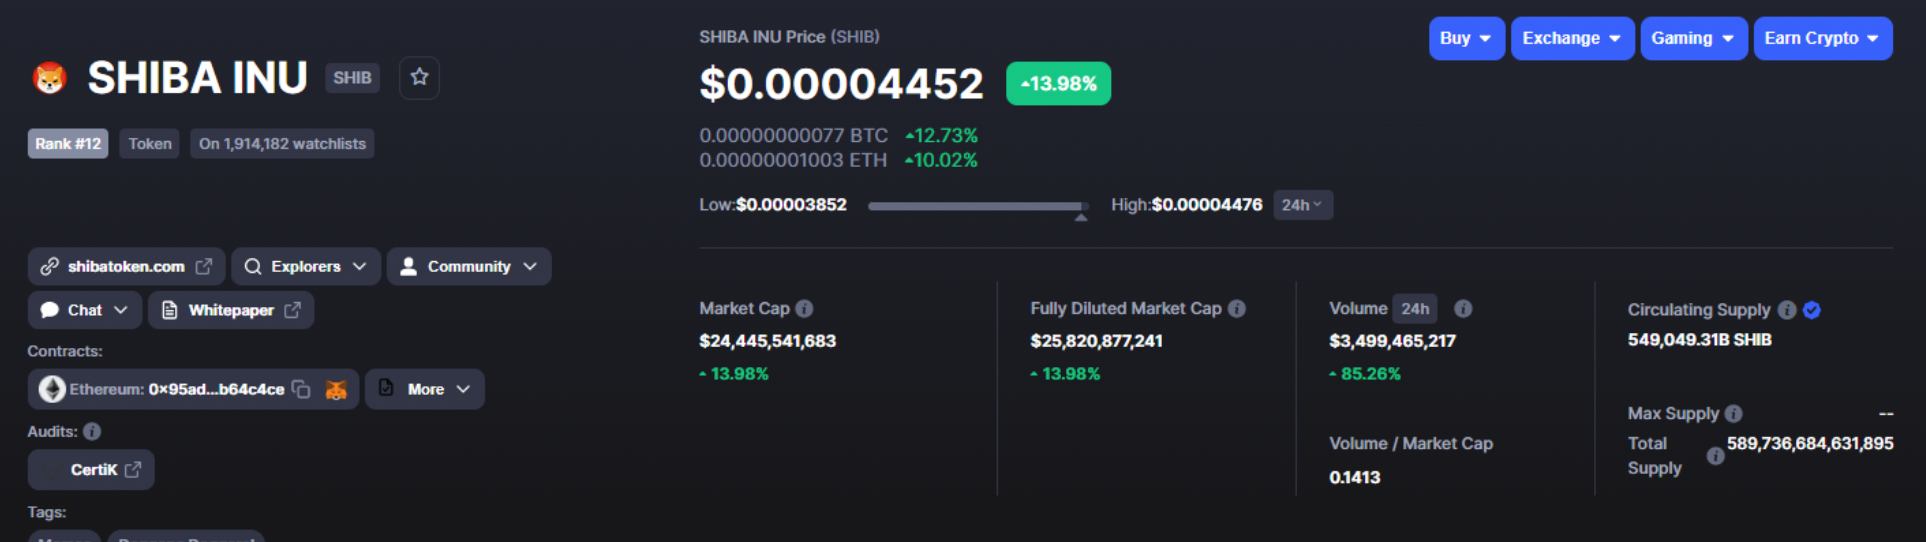 SHIBA INU SHIB
Rank #12 Token On 1,914,182 watchlists
shibatoken.com Explorers Community
Chat Whitepaper
Contracts:
Ethereum: 0x95ad...b64c4ce More
Audits:
CertiK
Tags:
SHIBA INU Price (SHIB)
$0.00004452 13.98%
0.00000000077 BTC 12.73%
0.00000001003 ETH 10.02%
Low:$0.00003852 High:$0.00004476 24h
Buy Exchange Gaming Earn Crypto
Market Cap
$24,445,541,683
13.98%
Fully Diluted Market Cap
$25,820,877,241
13.98%
Volume 24h
$3,499,465,217
85.26%
Volume / Market Cap
0.1413
Circulating Supply
549,049.31B SHIB
Max Supply --
Total Supply 589,736,684,631,895